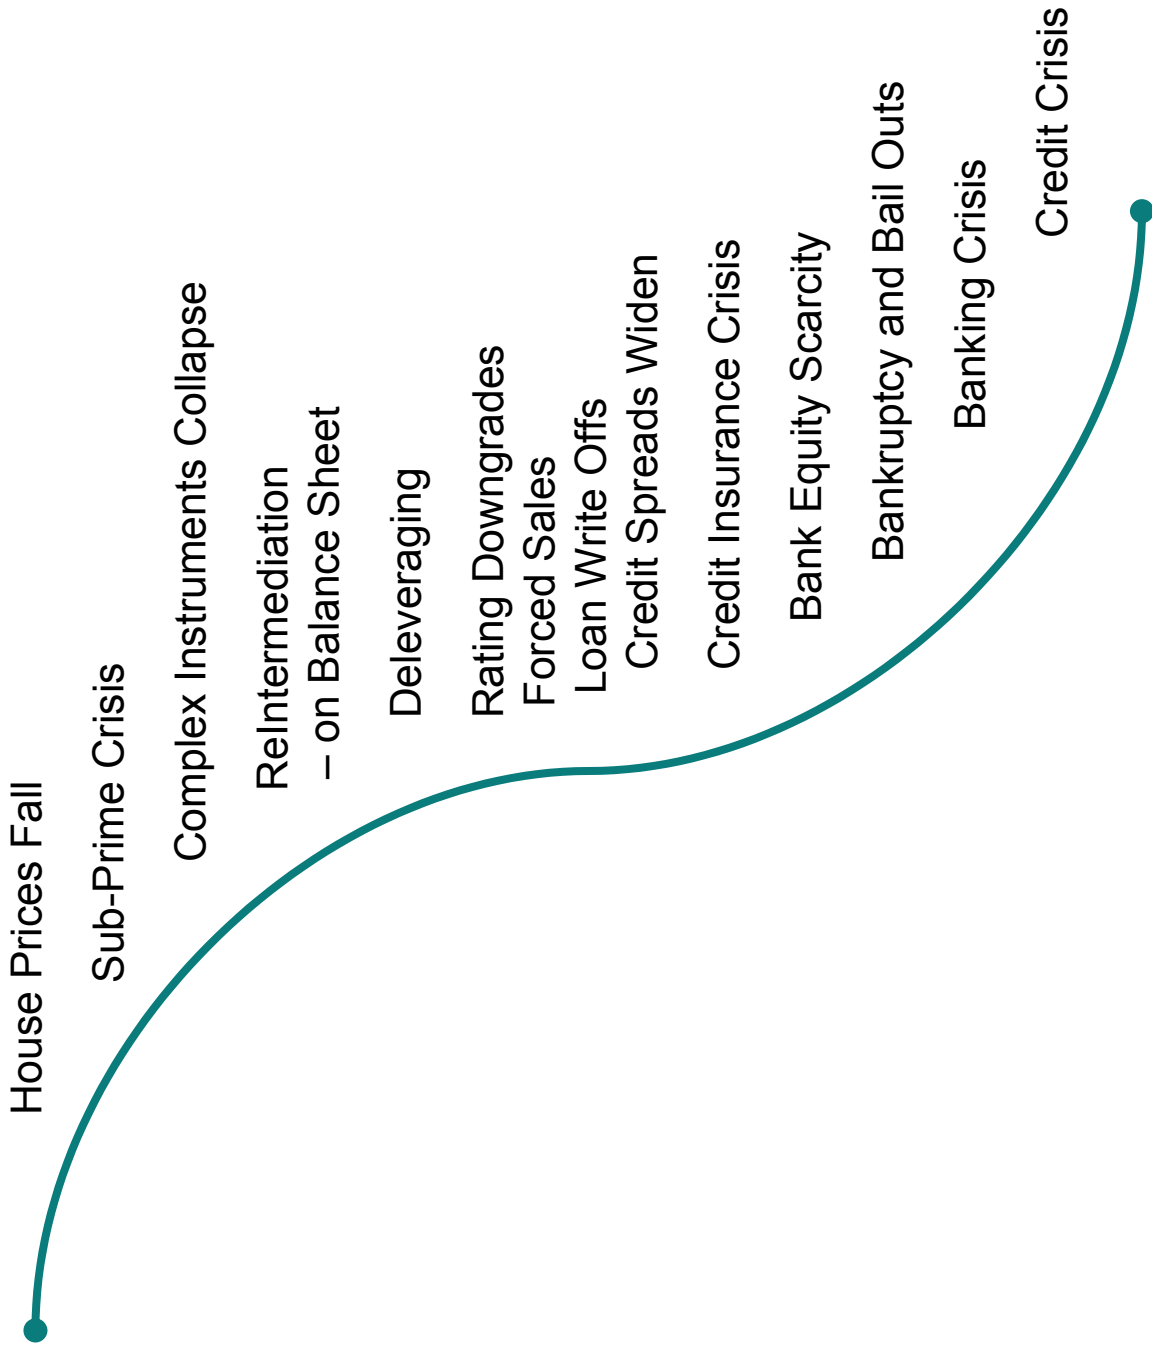 House Prices Fall
Sub-Prime Crisis
Complex Instruments Collapse
ReIntermediation
– on Balance Sheet
Deleveraging
Rating Downgrades
Forced Sales
Loan Write Offs
Credit Spreads Widen
Credit Insurance Crisis
Bank Equity Scarcity
Bankruptcy and Bail Outs
Banking Crisis
Credit Crisis